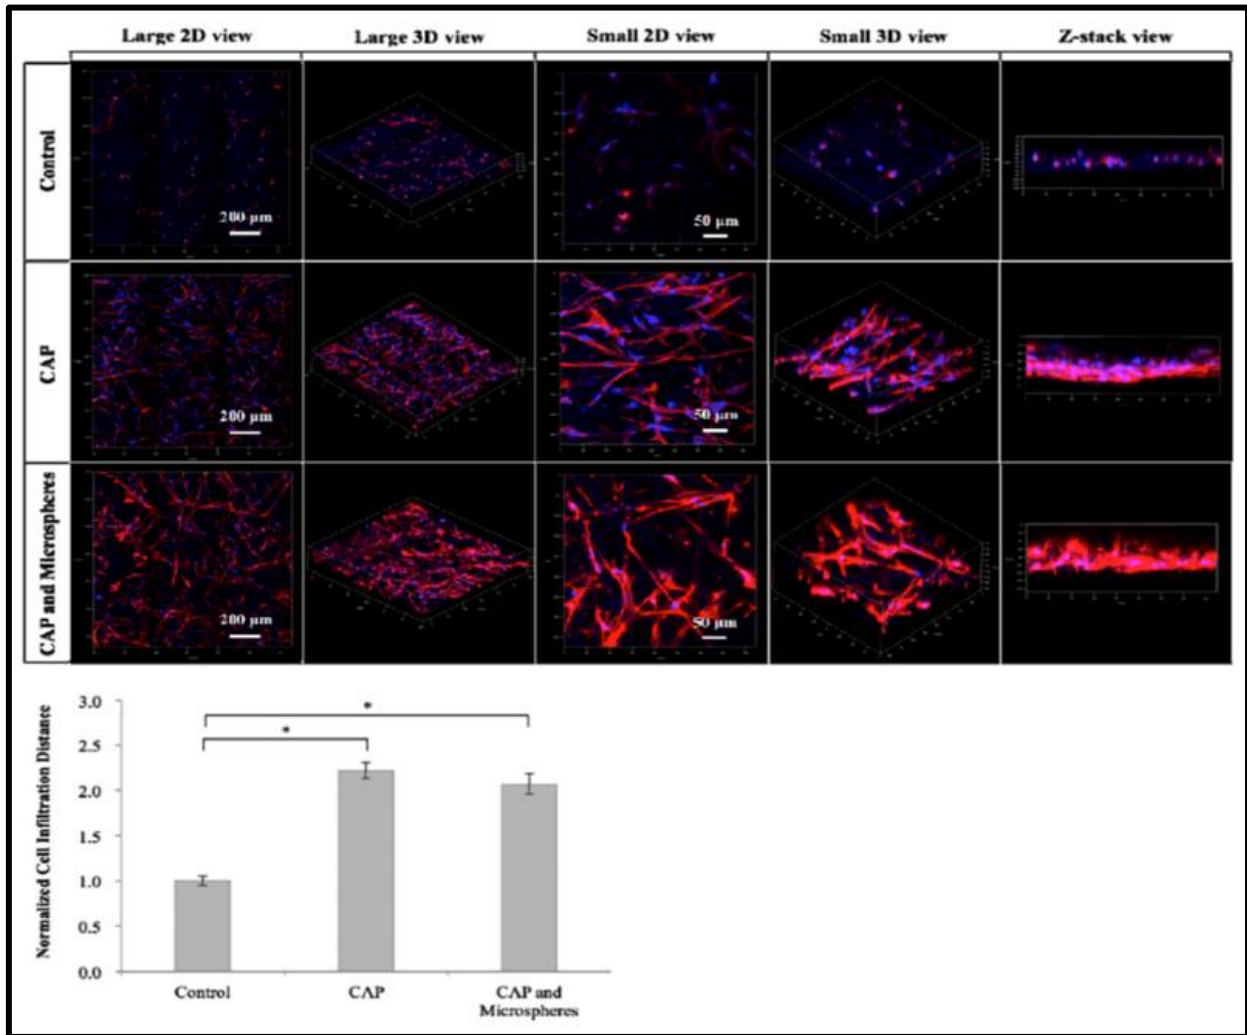 Large 2D view Large 3D view Small 2D view Small 3D view Z-stack view
Control
200 µm
50 µm
CAP
200 µm
50 µm
CAP and Microspheres
200 µm
50 µm
Normalized Cell Infiltration Distance
3.0
2.5
2.0
1.5
1.0
0.5
0.0
*
*
Control CAP CAP and
Microspheres